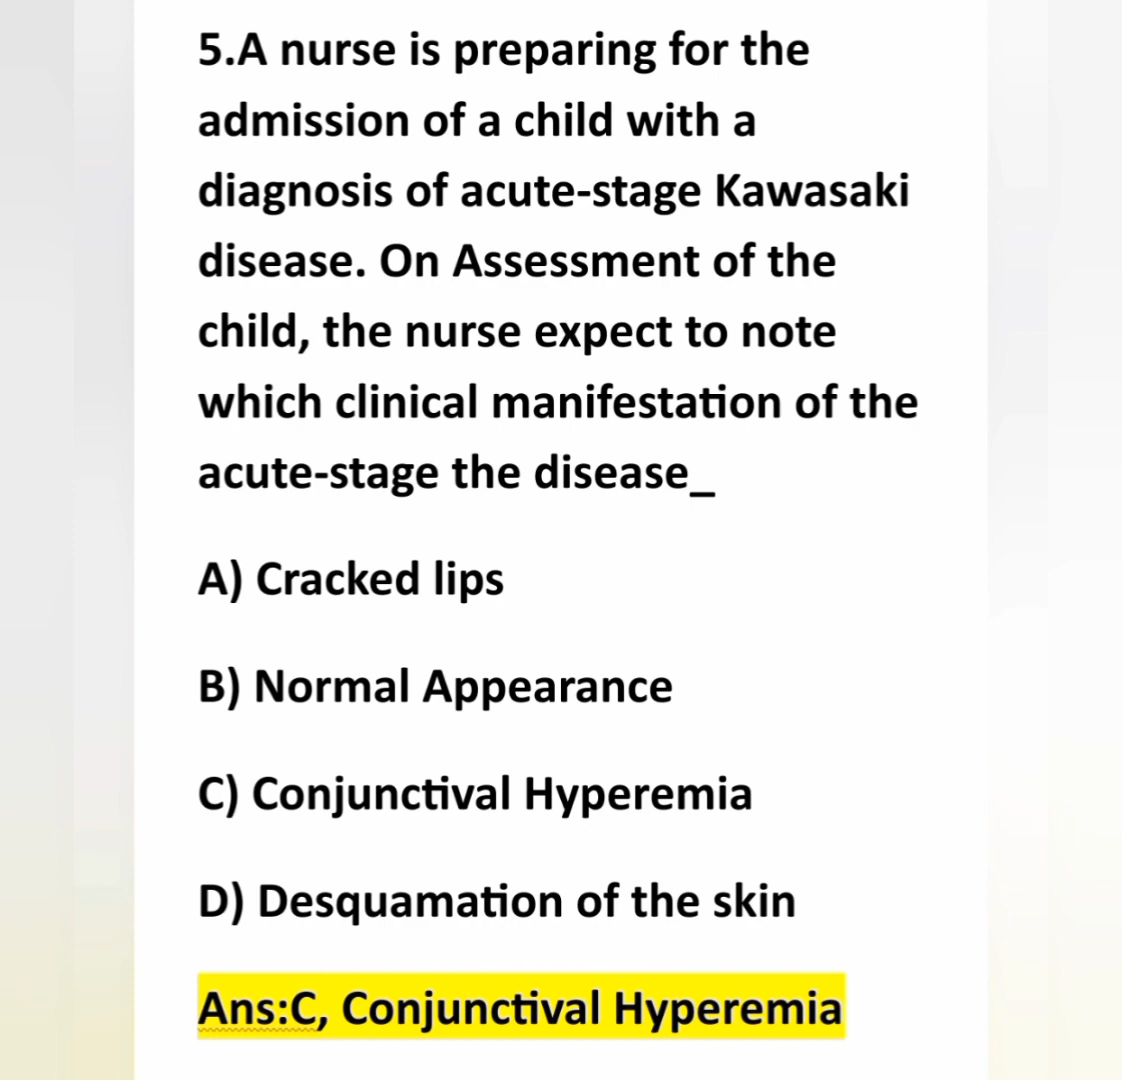 5.A nurse is preparing for the
admission of a child with a
diagnosis of acute-stage Kawasaki
disease. On Assessment of the
child, the nurse expect to note
which clinical manifestation of the
acute-stage the disease_
A) Cracked lips
B) Normal Appearance
C) Conjunctival Hyperemia
D) Desquamation of the skin
Ans:C, Conjunctival Hyperemia